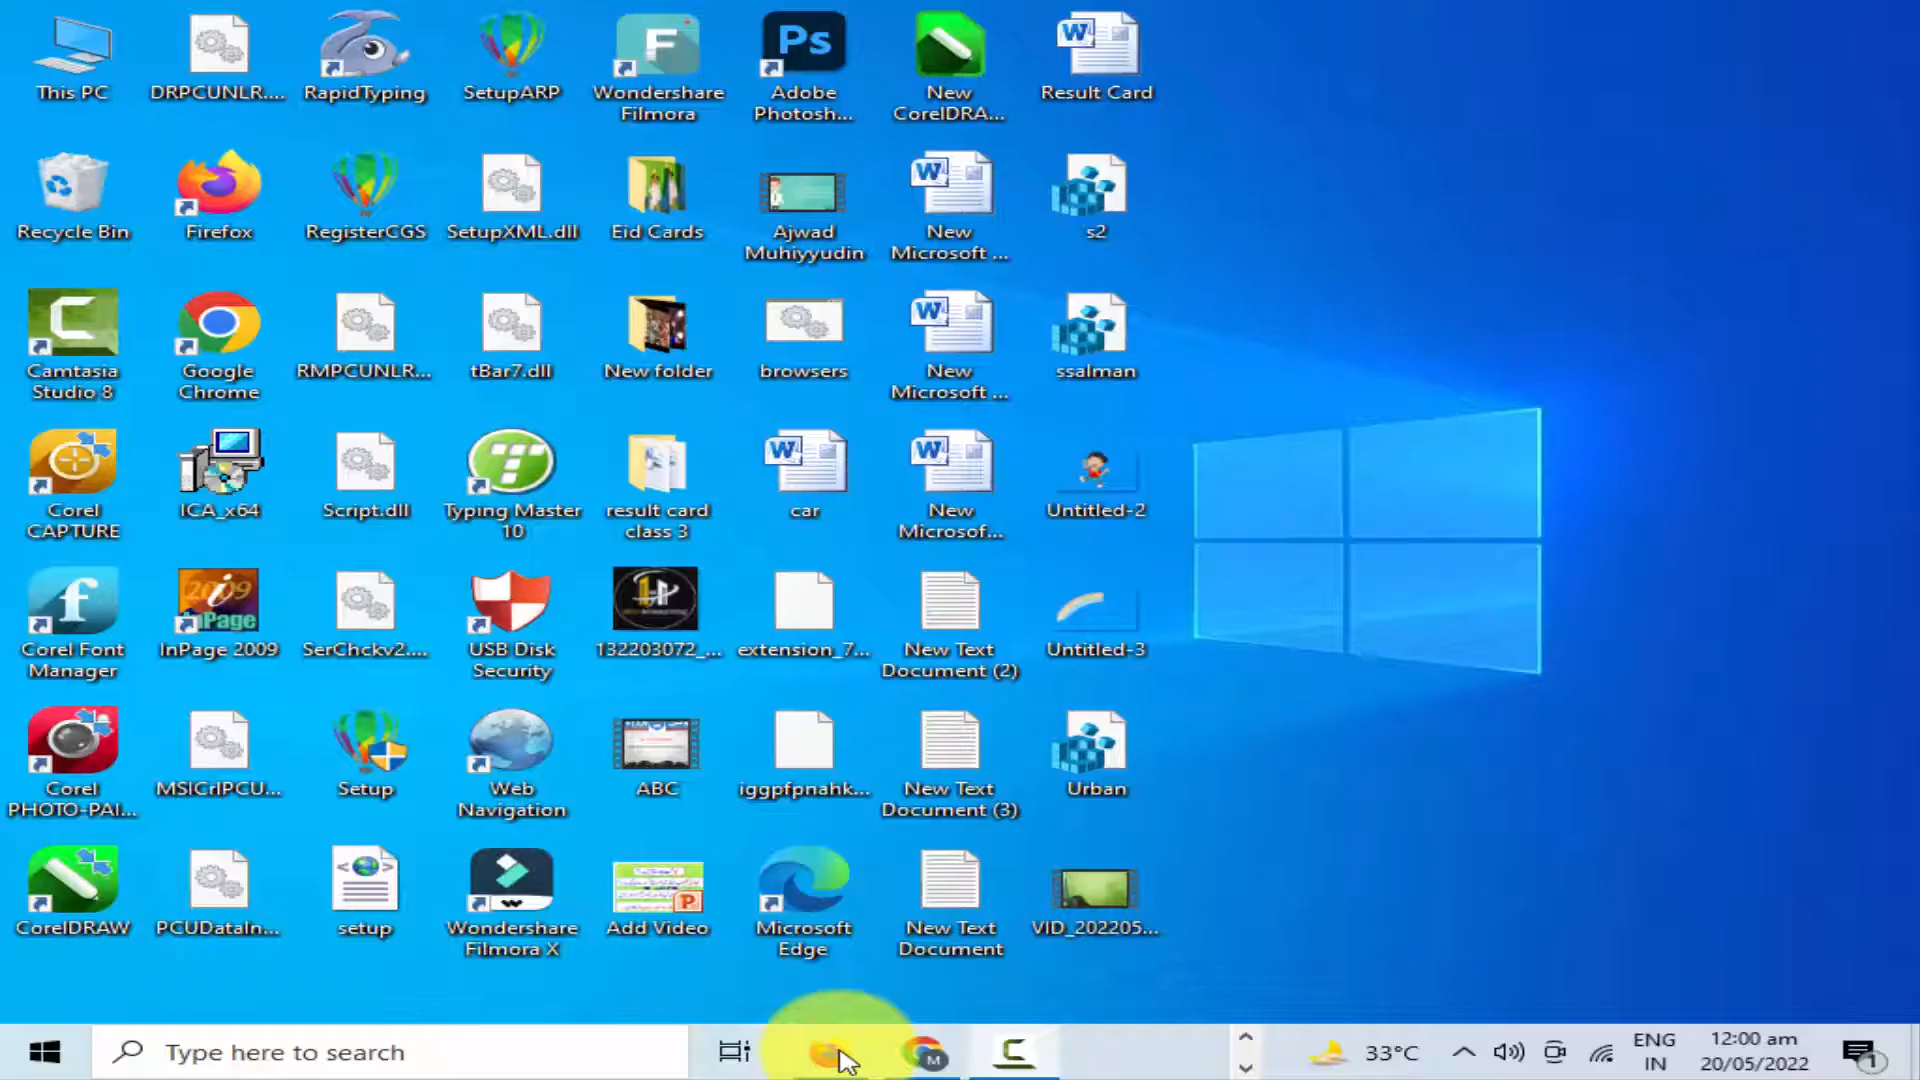 This PC
DRPCUNLR....
RapidTyping
SetupARP
Wondershare
Filmora
Ps
Adobe
Photosh...
New
CorelDRA...
Result Card
Recycle Bin
Firefox
RegisterCGS
SetupXML.dll
Eid Cards
Ajwad
Muhiyyudin
New
Microsoft ...
s2
Camtasia
Studio 8
Google
Chrome
RMPCUNLR...
tBar7.dll
New folder
browsers
New
Microsoft ...
ssalman
Corel
CAPTURE
ICA_x64
Script.dll
Typing Master
10
result card
class 3
car
New
Microsof...
Untitled-2
Corel Font
Manager
2009
InPage
InPage 2009
SerChckv2....
USB Disk
Security
132203072_...
extension_7...
New Text
Document (2)
Untitled-3
Corel
PHOTO-PAI...
MSICrlPCU...
Setup
Web
Navigation
ABC
iggpfpnahk...
New Text
Document (3)
Urban
CorelDRAW
PCUDataIn...
setup
Wondershare
Filmora X
Add Video
Microsoft
Edge
New Text
Document
VID_202205...
Type here to search
M
33°C
ENG
IN
12:00 am
20/05/2022
1